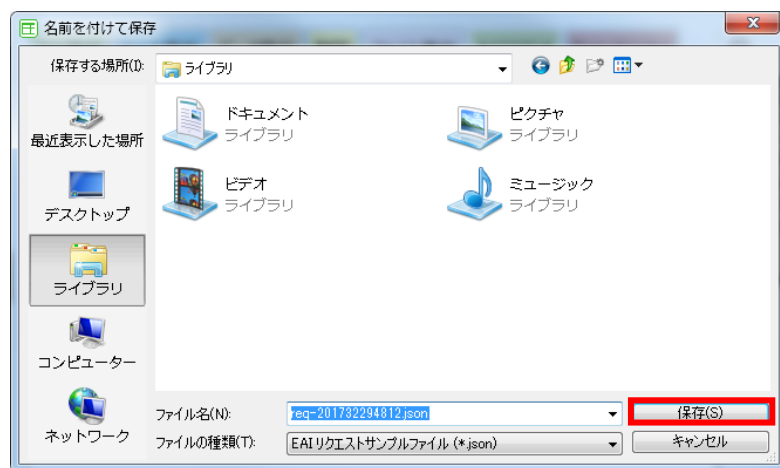 名前を付けて保存
保存する場所(I):
ライブラリ
最近表示した場所
デスクトップ
ライブラリ
コンピューター
ネットワーク
ドキュメント
ライブラリ
ピクチャ
ライブラリ
ビデオ
ライブラリ
ミュージック
ライブラリ
ファイル名(N):
req-201732294812.json
保存(S)
ファイルの種類(T):
EAIリクエストサンプルファイル (*.json)
キャンセル